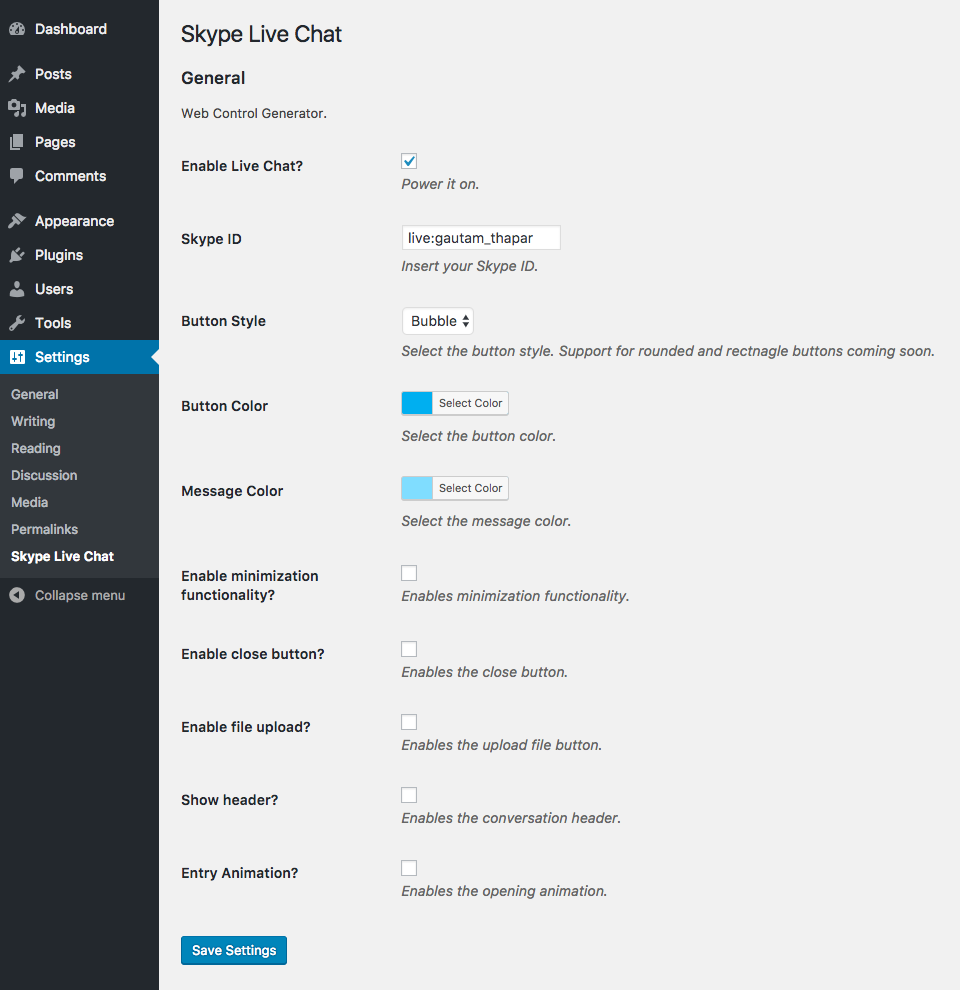 Dashboard
Posts
Media
Pages
Comments
Appearance
Plugins
Users
Tools
Settings
General
Writing
Reading
Discussion
Media
Permalinks
Skype Live Chat
Collapse menu
Skype Live Chat
General
Web Control Generator.
Enable Live Chat?
Power it on.
Skype ID
live:gautam_thapar
Insert your Skype ID.
Button Style
Bubble
Select the button style. Support for rounded and rectnagle buttons coming soon.
Button Color
Select Color
Select the button color.
Message Color
Select Color
Select the message color.
Enable minimization
functionality?
Enables minimization functionality.
Enable close button?
Enables the close button.
Enable file upload?
Enables the upload file button.
Show header?
Enables the conversation header.
Entry Animation?
Enables the opening animation.
Save Settings